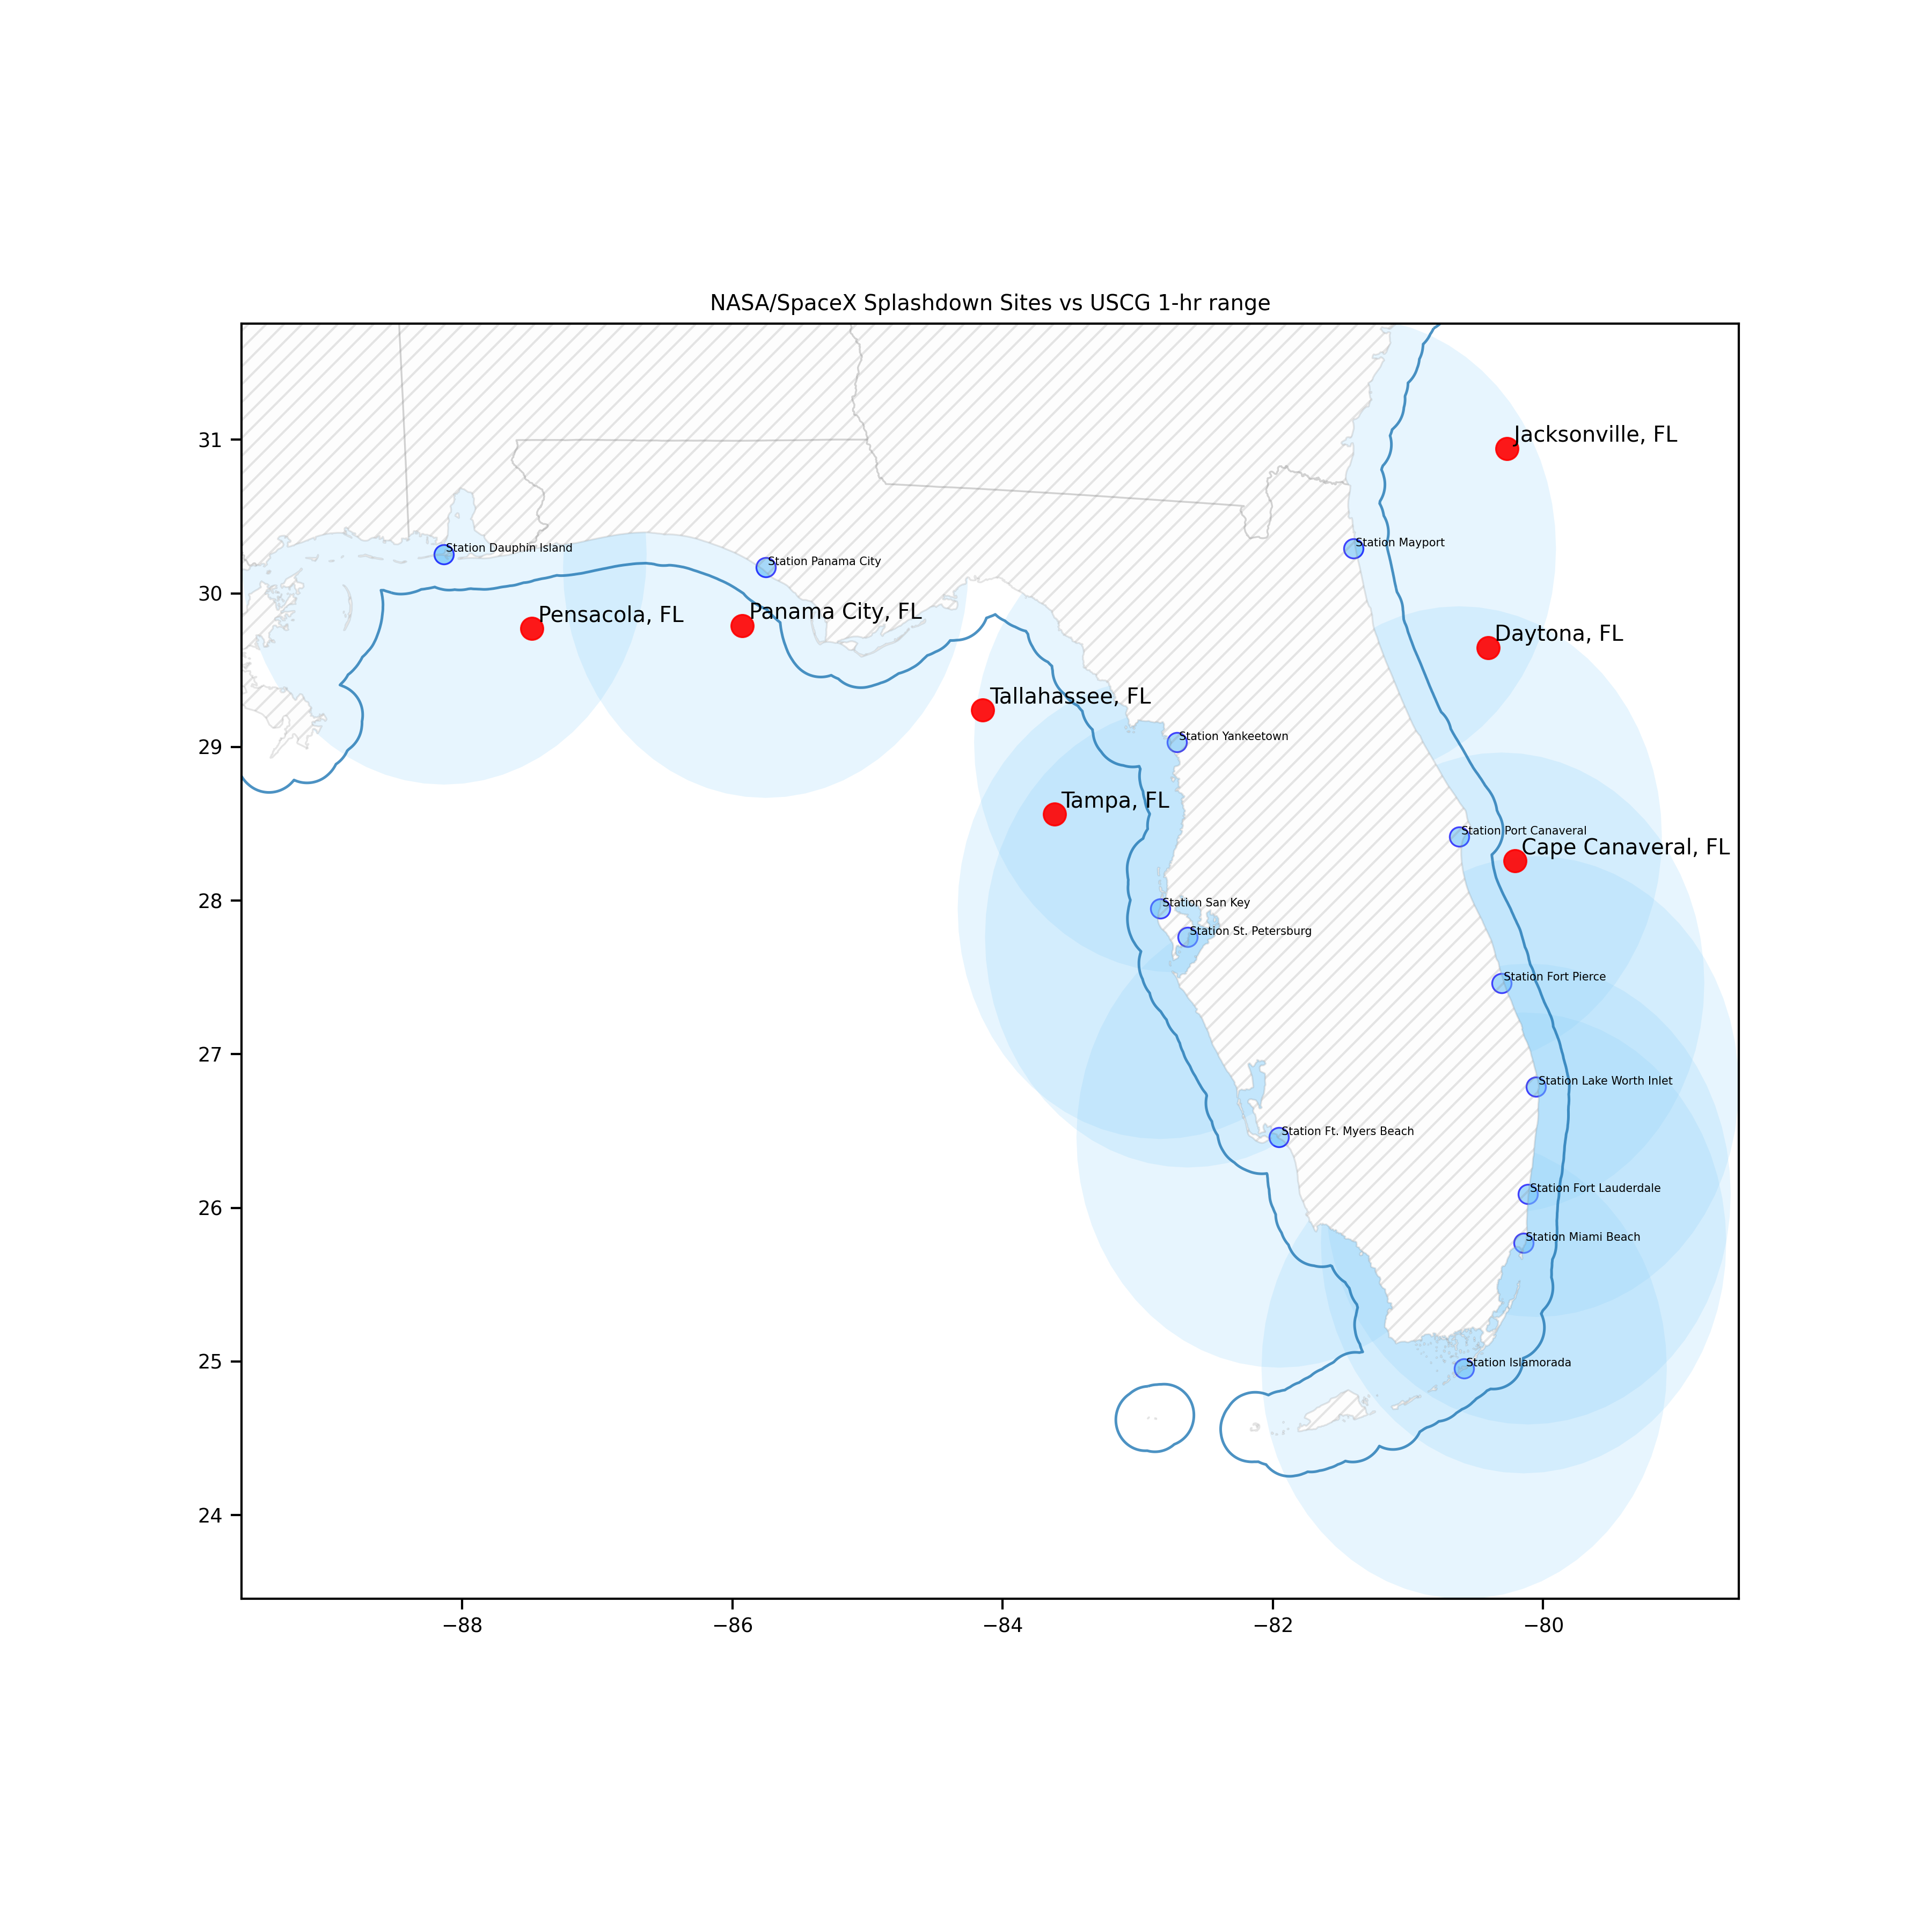 NASA/SpaceX Splashdown Sites vs USCG 1-hr range
Jacksonville, FL
31
Station Mayport
Station Dauphin Island
Station Panama City
30
Pensacola, FL
Panama City, FL
Daytona, FL
Tallahassee, FL
29
Station Yankeetown
Tampa, FL
Station Port Canaveral
Cape Canaveral, FL
28
Station San Key
Station St. Petersburg
Station Fort Pierce
27
Station Lake Worth Inlet
Station Ft. Myers Beach
26
Station Fort Lauderdale
Station Miami Beach
25
Station Islamorada
24
−88 −86 −84 −82 −80